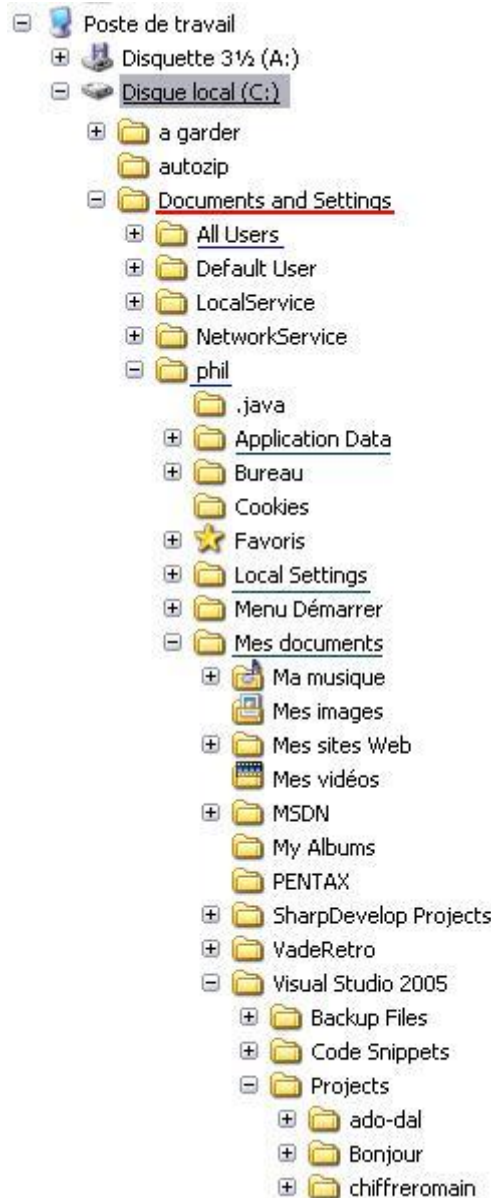 Poste de travail
Disquette 3½ (A:)
Disque local (C:)
a garder
autozip
Documents and Settings
All Users
Default User
LocalService
NetworkService
phil
.java
Application Data
Bureau
Cookies
Favoris
Local Settings
Menu Démarrer
Mes documents
Ma musique
Mes images
Mes sites Web
Mes vidéos
MSDN
My Albums
PENTAX
SharpDevelop Projects
VadeRetro
Visual Studio 2005
Backup Files
Code Snippets
Projects
ado-dal
Bonjour
chiffreromain